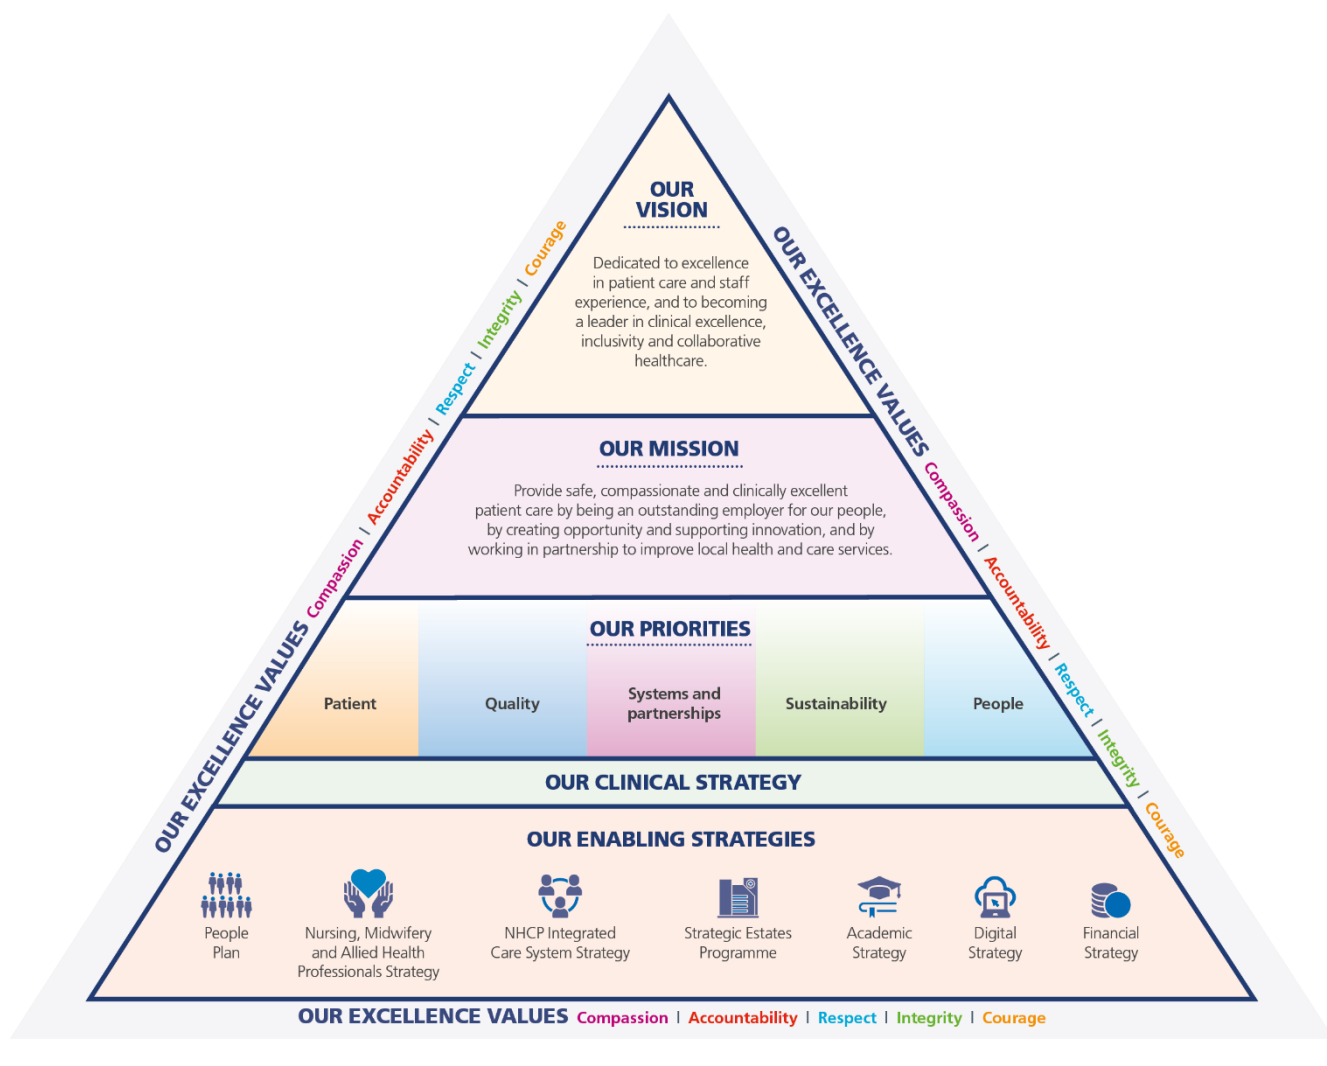 OUR
VISION
Dedicated to excellence
in patient care and staff
experience, and to becoming
a leader in clinical excellence,
inclusivity and collaborative
healthcare.
OUR MISSION
Provide safe, compassionate and clinically excellent
patient care by being an outstanding employer for our people,
by creating opportunity and supporting innovation, and by
working in partnership to improve local health and care services.
OUR PRIORITIES
Patient
Quality
Systems and
partnerships
Sustainability
People
OUR CLINICAL STRATEGY
OUR ENABLING STRATEGIES
People
Plan
Nursing, Midwifery
and Allied Health
Professionals Strategy
NHCP Integrated
Care System Strategy
Strategic Estates
Programme
Academic
Strategy
Digital
Strategy
Financial
Strategy
OUR EXCELLENCE VALUES Compassion | Accountability | Respect | Integrity | Courage
OUR EXCELLENCE VALUES Compassion | Accountability | Respect | Integrity | Courage
OUR EXCELLENCE VALUES Compassion | Accountability | Respect | Integrity | Courage